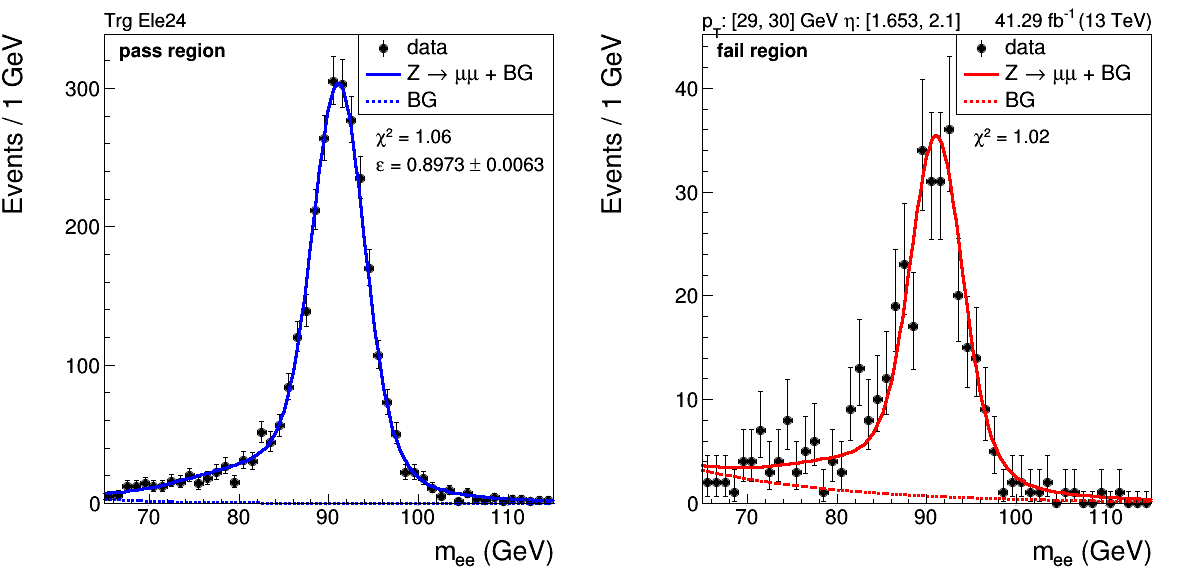 Trg Ele24
pass region
data
Z → μμ + BG
BG
χ² = 1.06
ε = 0.8973 ± 0.0063
Events / 1 GeV
300
200
100
0
70 80 90 100 110
m_ee (GeV)
p_T: [29, 30] GeV η: [1.653, 2.1] 41.29 fb⁻¹ (13 TeV)
fail region
data
Z → μμ + BG
BG
χ² = 1.02
Events / 1 GeV
40
30
20
10
0
70 80 90 100 110
m_ee (GeV)